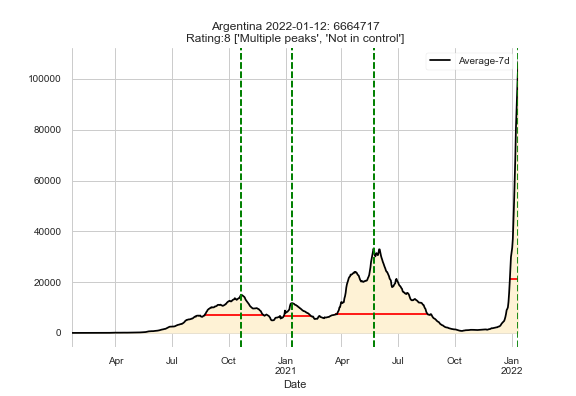 Argentina 2022-01-12: 6664717
Rating:8 ['Multiple peaks', 'Not in control']
Average-7d
100000
80000
60000
40000
20000
0
Apr Jul Oct Jan Apr Jul Oct Jan
2021 2022
Date